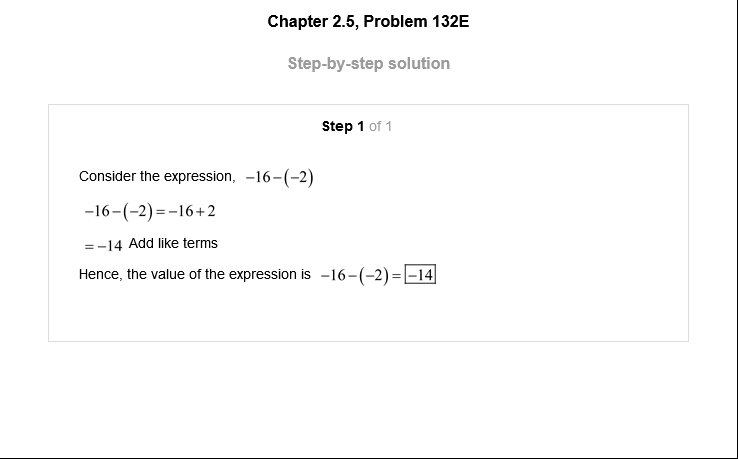 Chapter 2.5, Problem 132E
Step-by-step solution
Step 1 of 1
Consider the expression, −16−(−2)
−16−(−2)=−16+2
=−14 Add like terms
Hence, the value of the expression is −16−(−2)=−14